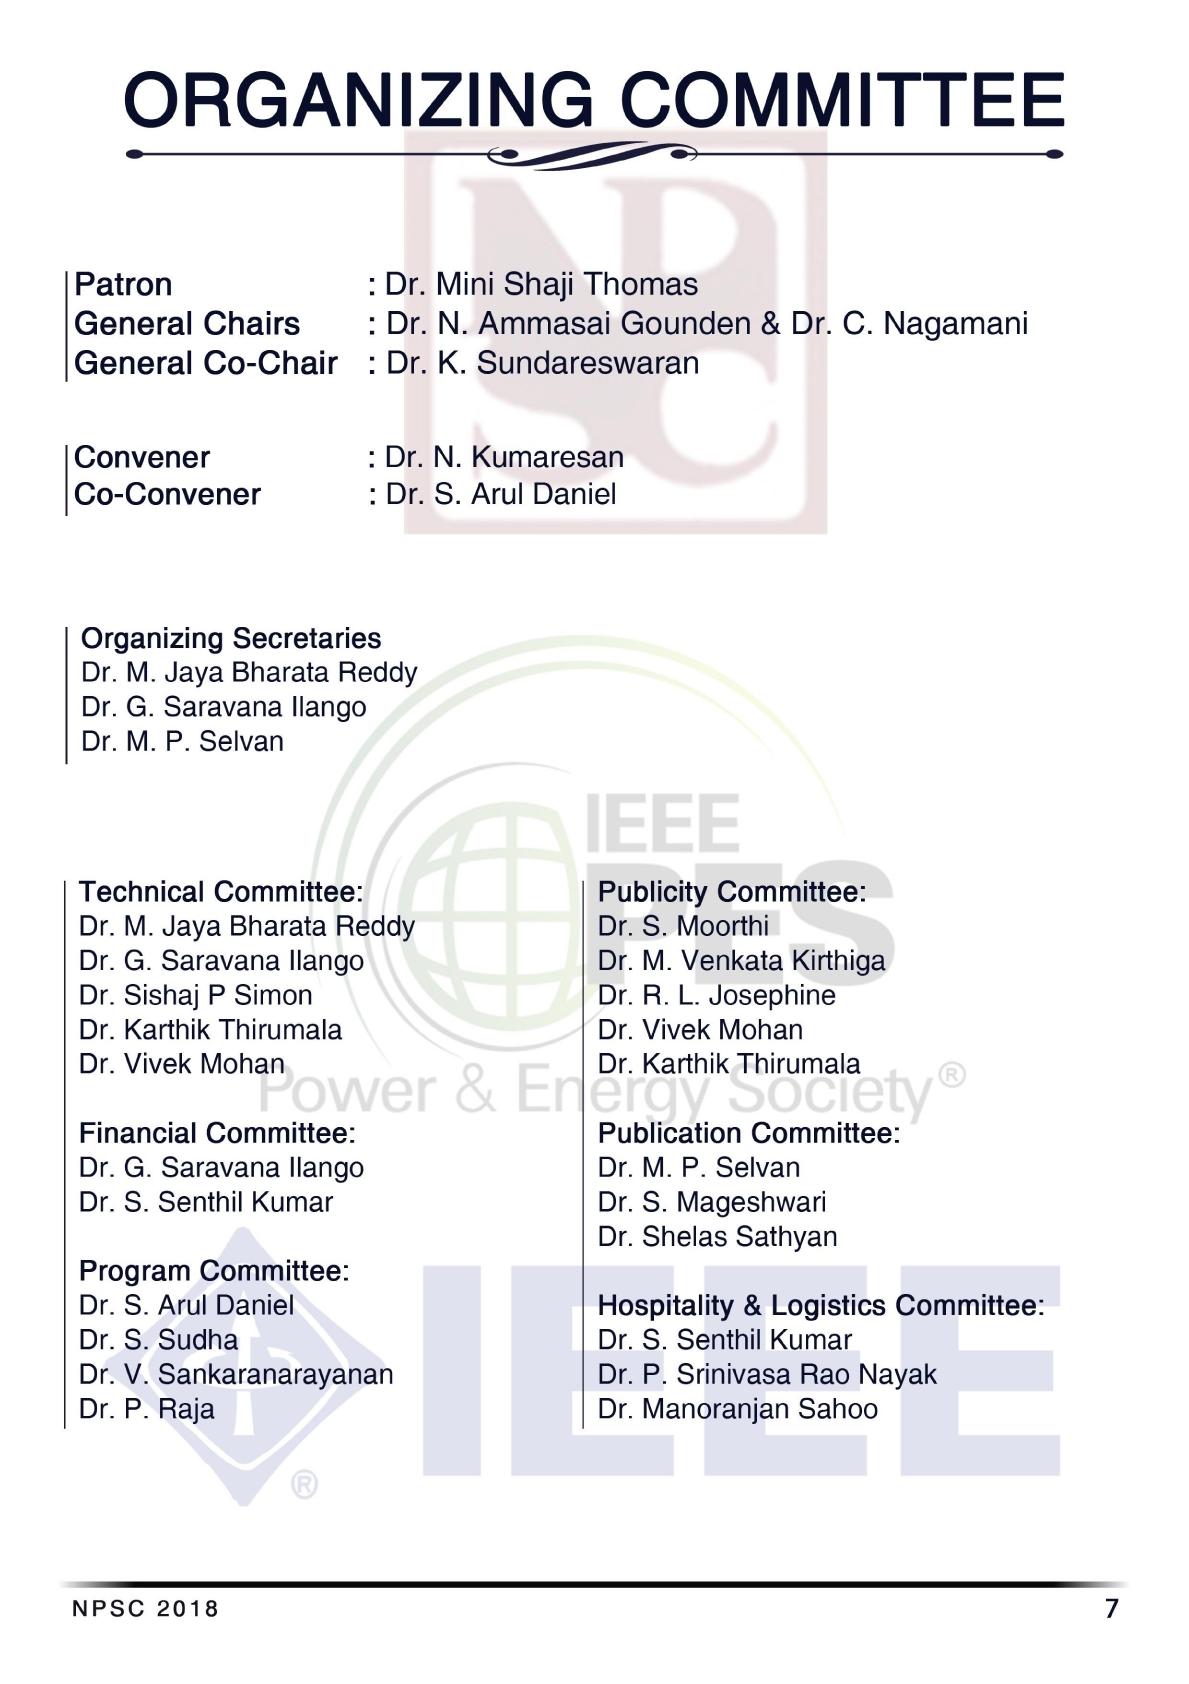 ORGANIZING COMMITTEE
NPSC
Patron : Dr. Mini Shaji Thomas
General Chairs : Dr. N. Ammasai Gounden & Dr. C. Nagamani
General Co-Chair : Dr. K. Sundareswaran
Convener : Dr. N. Kumaresan
Co-Convener : Dr. S. Arul Daniel
Organizing Secretaries
Dr. M. Jaya Bharata Reddy
Dr. G. Saravana Ilango
Dr. M. P. Selvan
IEEE
PES
Power & Energy Society®
Technical Committee:
Dr. M. Jaya Bharata Reddy
Dr. G. Saravana Ilango
Dr. Sishaj P Simon
Dr. Karthik Thirumala
Dr. Vivek Mohan
Financial Committee:
Dr. G. Saravana Ilango
Dr. S. Senthil Kumar
Program Committee:
Dr. S. Arul Daniel
Dr. S. Sudha
Dr. V. Sankaranarayanan
Dr. P. Raja
Publicity Committee:
Dr. S. Moorthi
Dr. M. Venkata Kirthiga
Dr. R. L. Josephine
Dr. Vivek Mohan
Dr. Karthik Thirumala
Publication Committee:
Dr. M. P. Selvan
Dr. S. Mageshwari
Dr. Shelas Sathyan
Hospitality & Logistics Committee:
Dr. S. Senthil Kumar
Dr. P. Srinivasa Rao Nayak
Dr. Manoranjan Sahoo
® IEEE
NPSC 2018 7